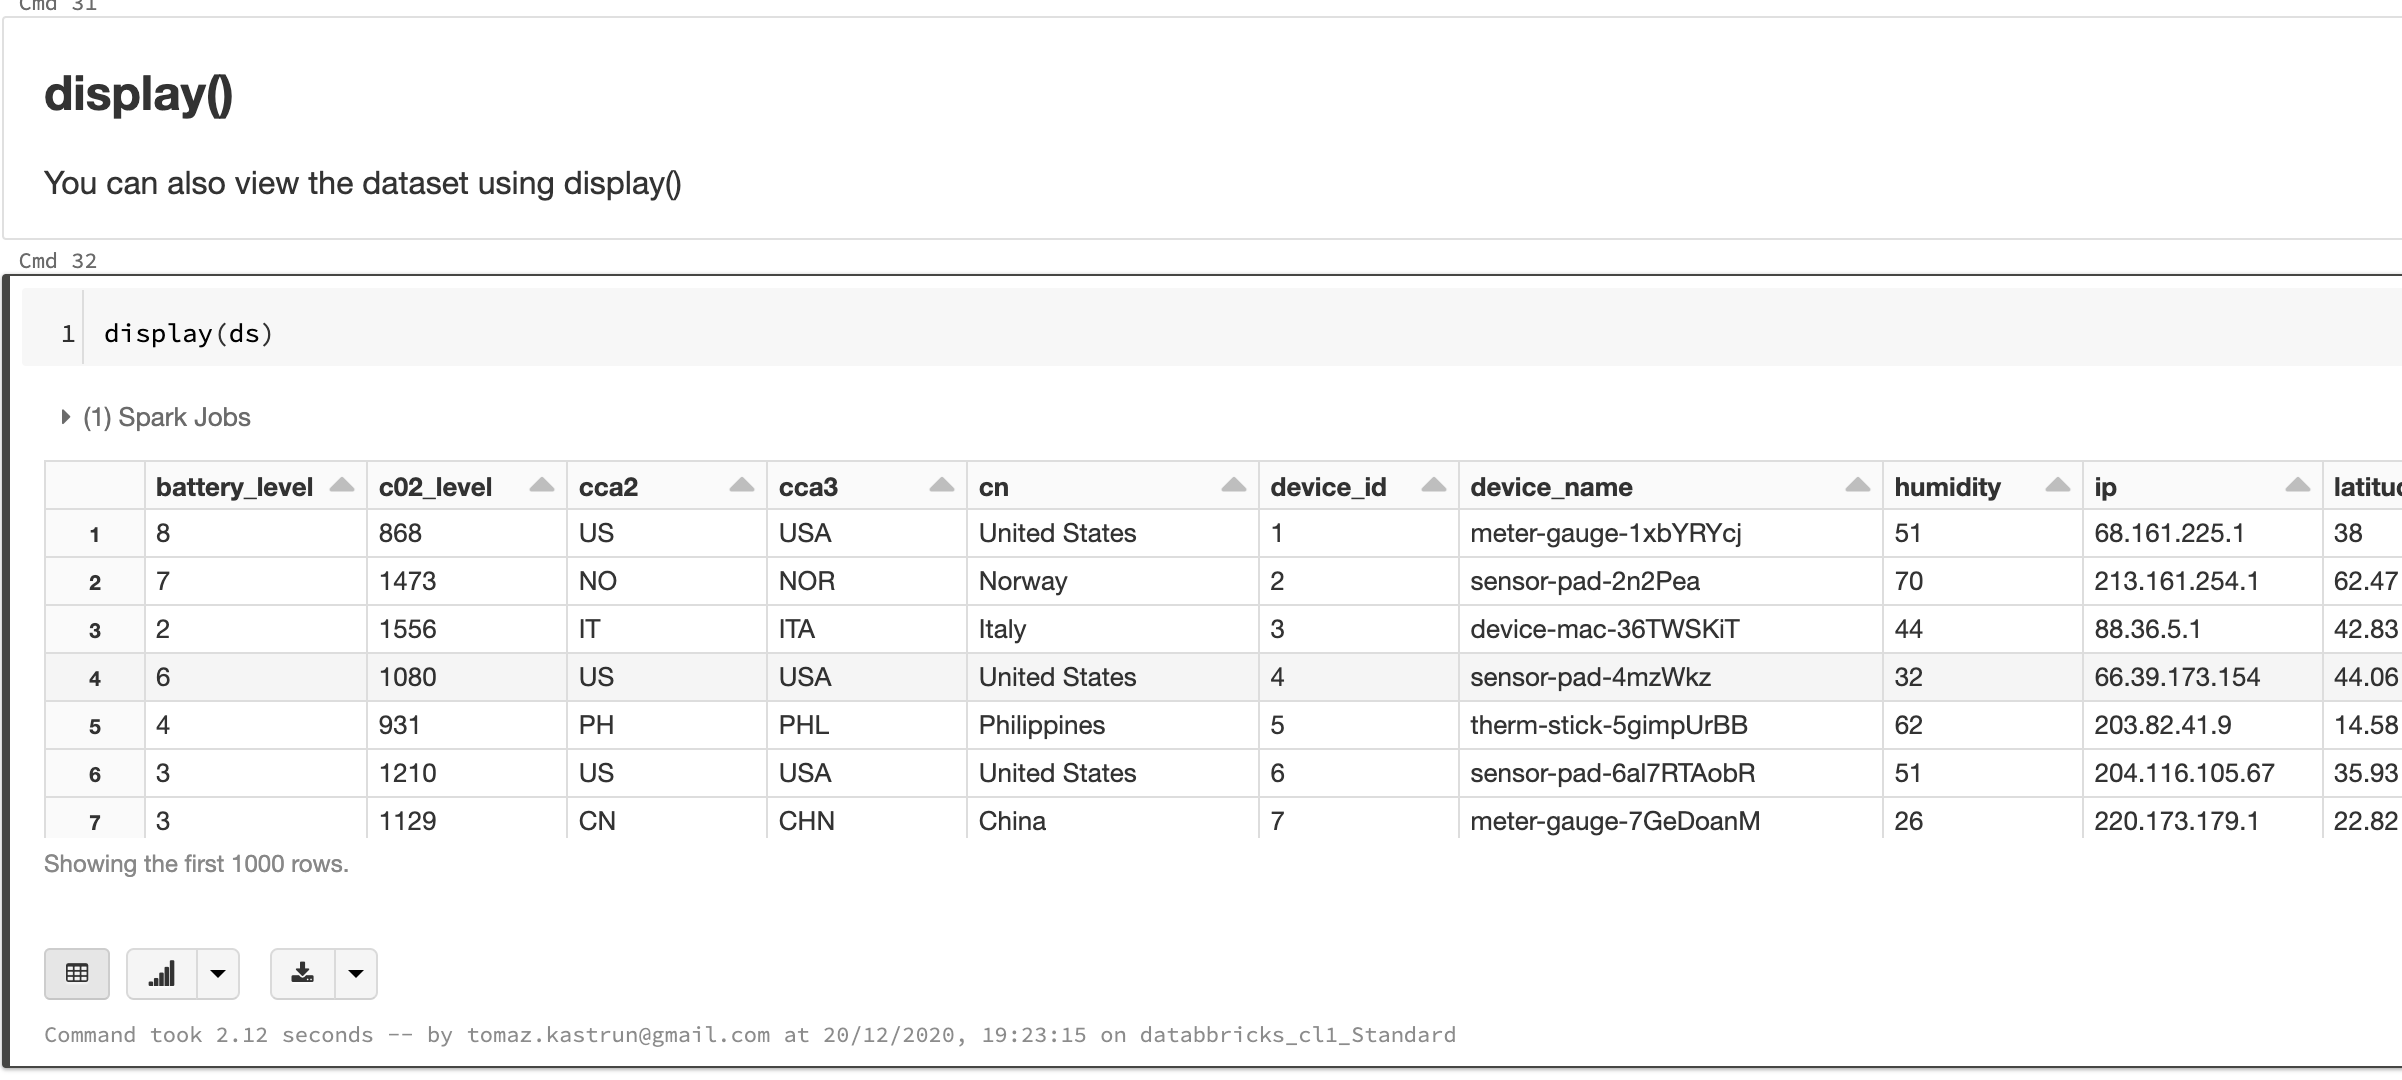 Cmd 31
display()
You can also view the dataset using display()
Cmd 32
1 display(ds)
(1) Spark Jobs
battery_level c02_level cca2 cca3 cn device_id device_name humidity ip latitud
1 8 868 US USA United States 1 meter-gauge-1xbYRYcj 51 68.161.225.1 38
2 7 1473 NO NOR Norway 2 sensor-pad-2n2Pea 70 213.161.254.1 62.47
3 2 1556 IT ITA Italy 3 device-mac-36TWSKiT 44 88.36.5.1 42.83
4 6 1080 US USA United States 4 sensor-pad-4mzWkz 32 66.39.173.154 44.06
5 4 931 PH PHL Philippines 5 therm-stick-5gimpUrBB 62 203.82.41.9 14.58
6 3 1210 US USA United States 6 sensor-pad-6al7RTAobR 51 204.116.105.67 35.93
7 3 1129 CN CHN China 7 meter-gauge-7GeDoanM 26 220.173.179.1 22.82
Showing the first 1000 rows.
Command took 2.12 seconds -- by tomaz.kastrun@gmail.com at 20/12/2020, 19:23:15 on databbricks_cl1_Standard